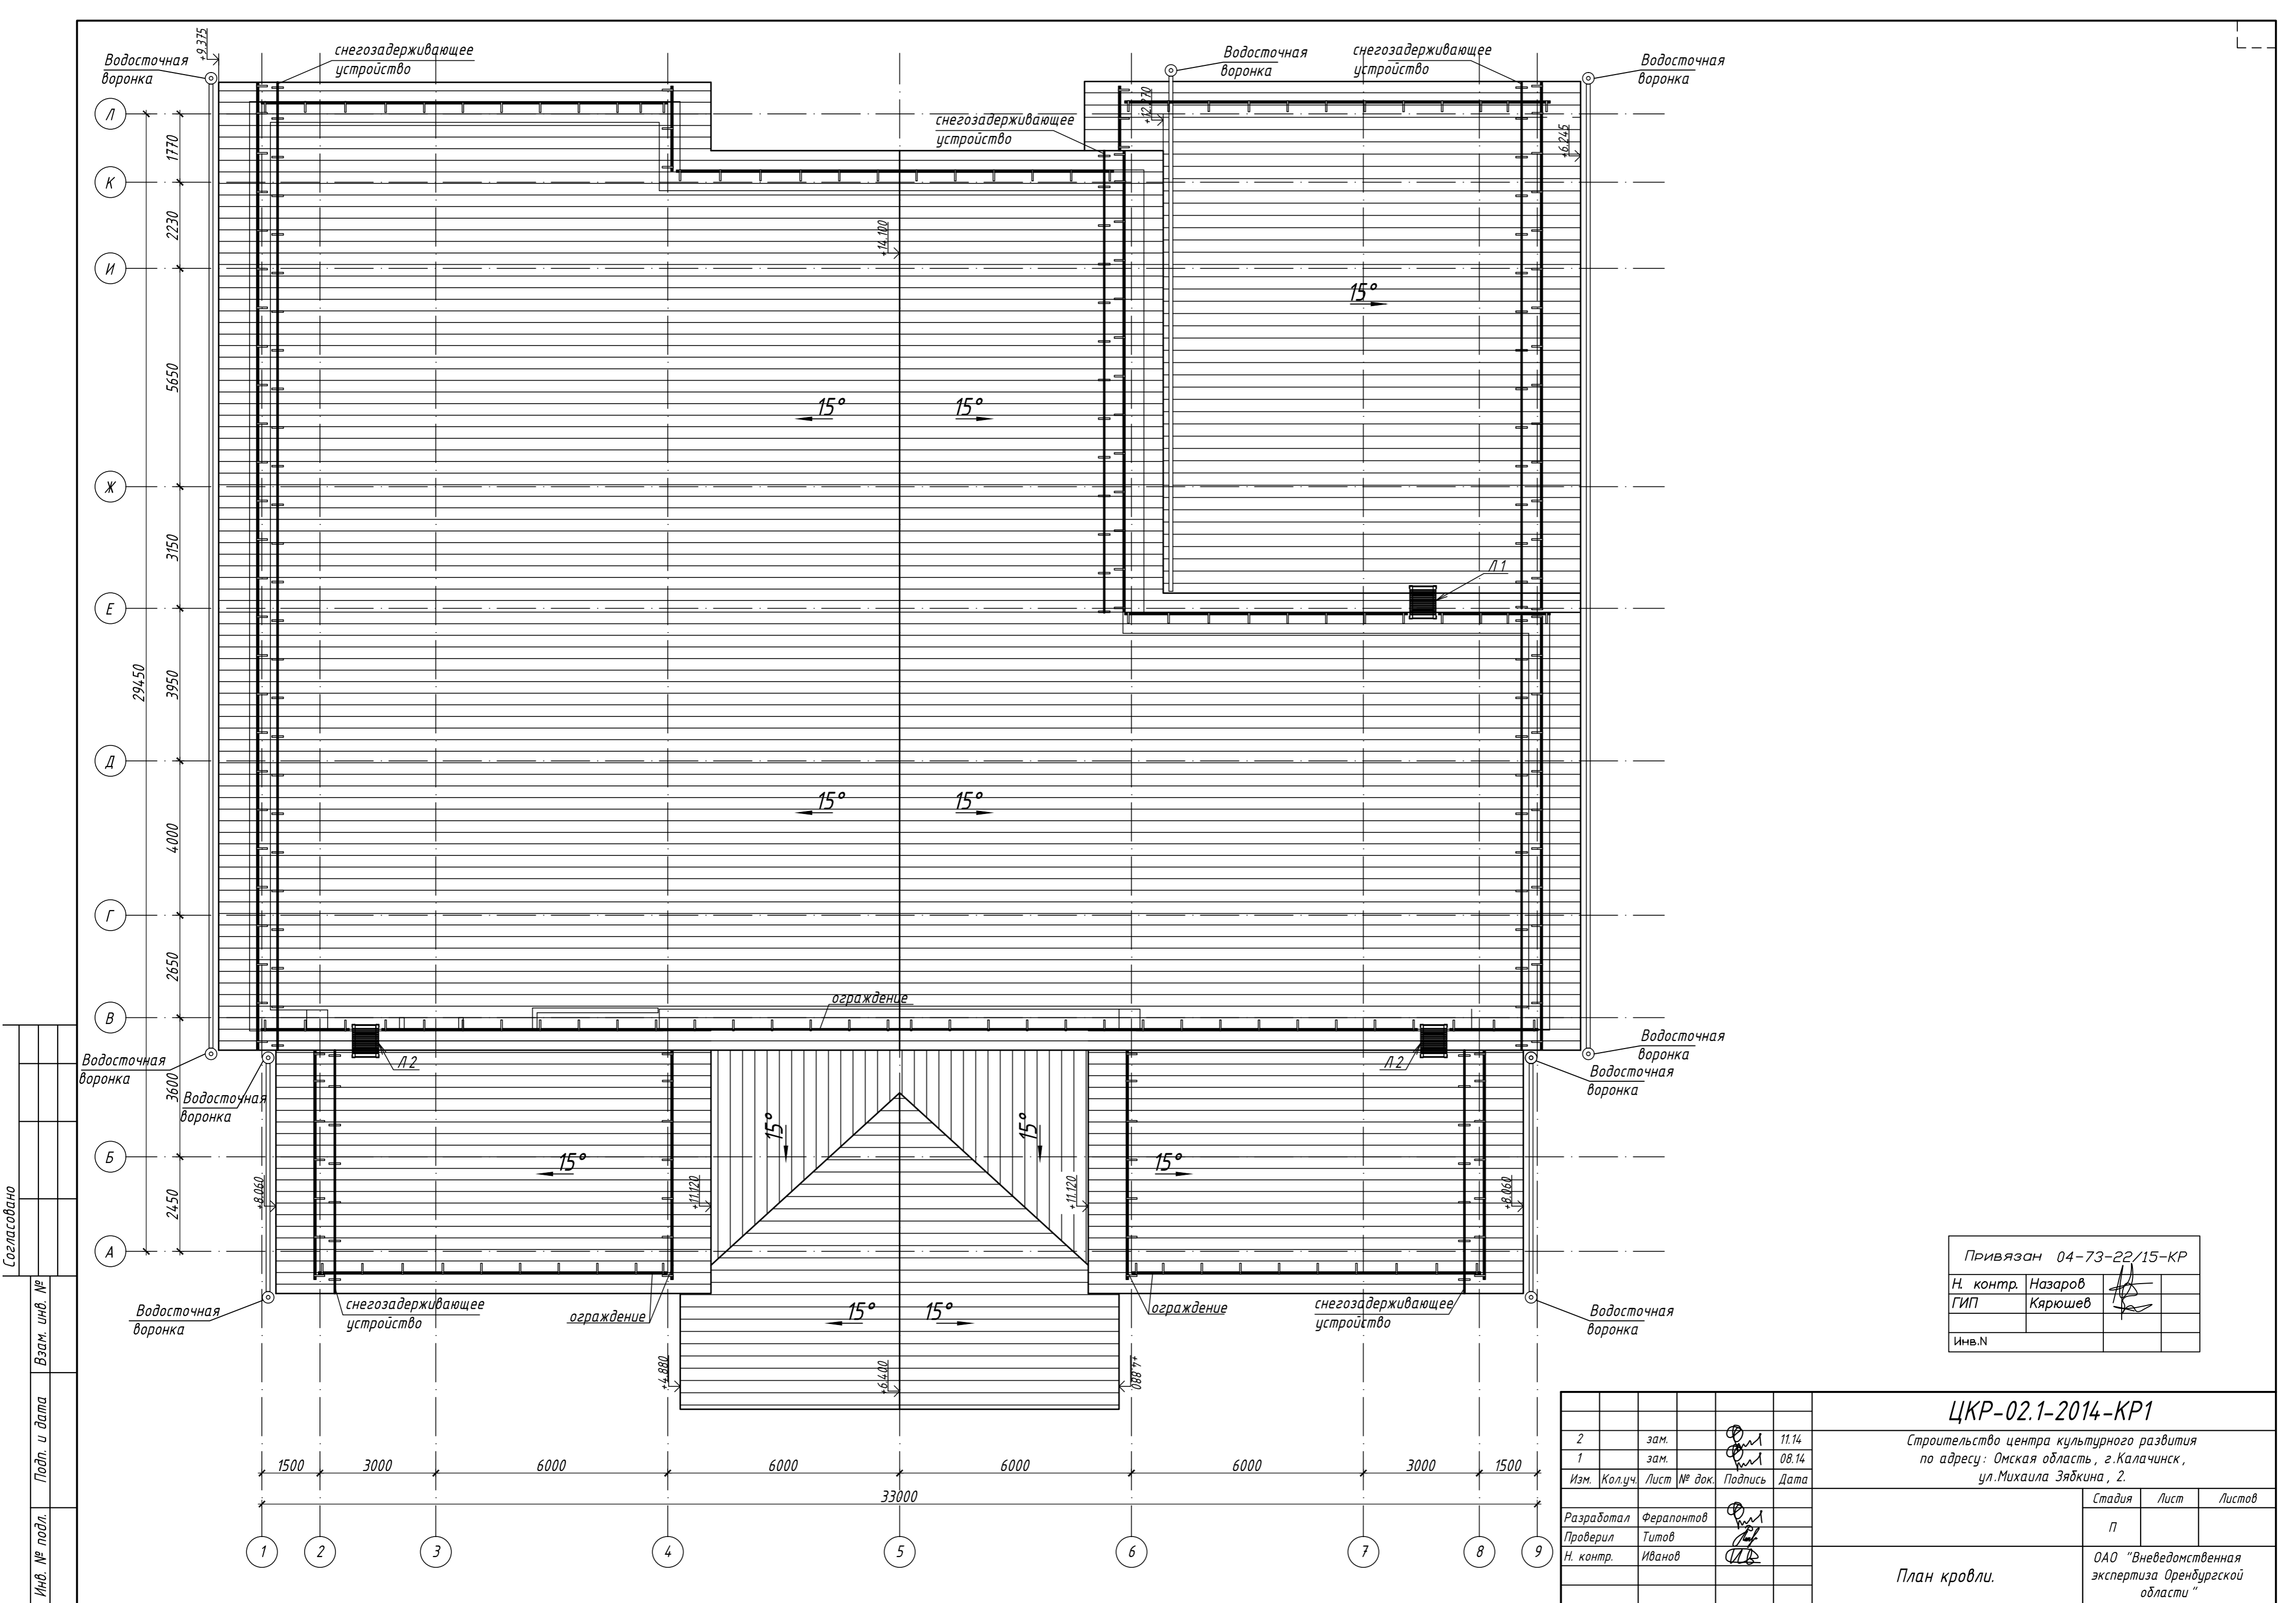 +9.375
Водосточная
воронка
снегозадерживающее
устройство
Водосточная
воронка
снегозадерживающее
устройство
Водосточная
воронка
снегозадерживающее
устройство
+12.270
+6.245
+14.100
Л
К
И
Ж
Е
Д
Г
В
Б
А
1770
2230
5650
3150
3950
4000
2650
3600
2450
29450
15°
15°
15°
Л1
15°
15°
ограждение
Водосточная
воронка
Водосточная
воронка
Л2
Л2
Водосточная
воронка
Водосточная
воронка
15°
15°
15°
15°
+8.060
+11.120
+11.120
+8.060
Водосточная
воронка
снегозадерживающее
устройство
ограждение
15°
15°
ограждение
снегозадерживающее
устройство
Водосточная
воронка
+4.880
+6.400
+4.880
1500
3000
6000
6000
6000
6000
3000
1500
33000
1
2
3
4
5
6
7
8
9
Согласовано
Взам. инв. №
Подп. и дата
Инв. № подл.
Привязан 04-73-22/15-КР
Н. контр. Назаров
ГИП Кярюшев
Инв.N
ЦКР-02.1-2014-КР1
2 зам. 11.14
1 зам. 08.14
Изм. Кол.уч. Лист № док. Подпись Дата
Строительство центра культурного развития
по адресу: Омская область, г.Калачинск,
ул.Михаила Зябкина, 2.
Разработал Ферапонтов
Проверил Титов
Н. контр. Иванов
Стадия Лист Листов
П
План кровли.
ОАО "Вневедомственная
экспертиза Оренбургской
области"